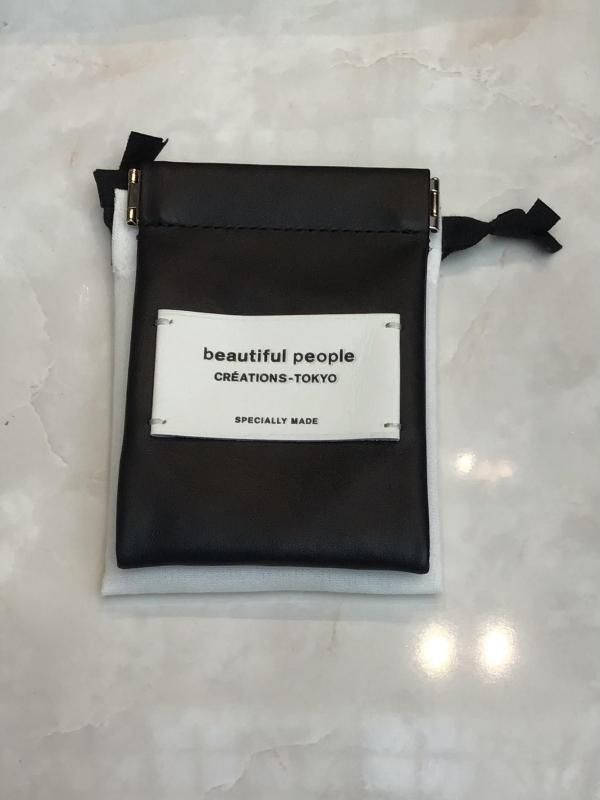 beautiful people
CRÉATIONS-TOKYO
SPECIALLY MADE